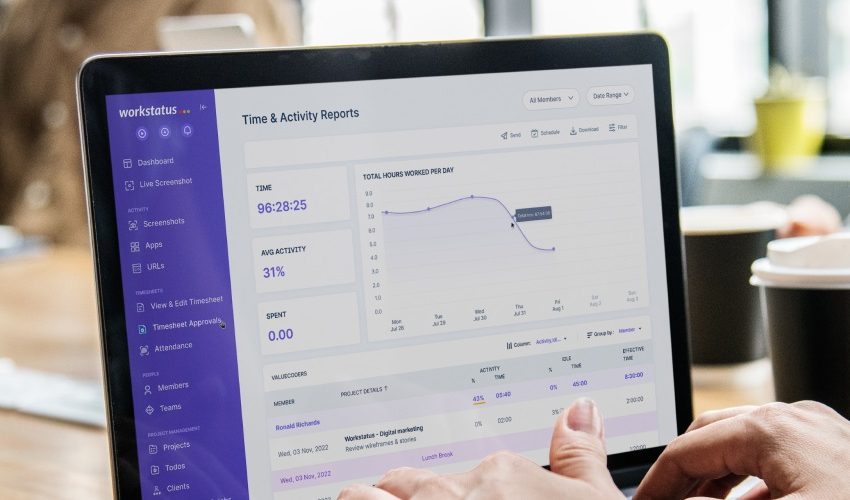 workstatus
Dashboard
Live Screenshot
ACTIVITY
Screenshots
Apps
URLs
TIMESHEETS
View & Edit Timesheet
Timesheet Approvals
Attendance
PEOPLE
Members
Teams
PROJECT MANAGEMENT
Projects
Todos
Clients
Time & Activity Reports
All Members
Date Range
Send
Schedule
Download
Filter
TIME
96:28:25
AVG ACTIVITY
31%
SPENT
0.00
TOTAL HOURS WORKED PER DAY
9.0
8.0
7.0
6.0
5.0
4.0
3.0
2.0
1.0
0.0
Mon
Jul 28
Tue
Jul 29
Wed
Jul 30
Thu
Jul 31
Fri
Aug 1
Sat
Aug 2
Sun
Aug 3
Column:
Group by: Member
VALUECODERS
MEMBER
PROJECT DETAILS ↑
ACTIVITY
% TIME
IDLE
% TIME
EFFECTIVE
TIME
Ronald Richards
43% 05:40 0% 45:00 8:30:00
Wed, 03 Nov, 2022
Workstatus - Digital marketing
Review wireframes & stories
0% 02:00
2:00:00
Wed, 03 Nov, 2022
Lunch Break